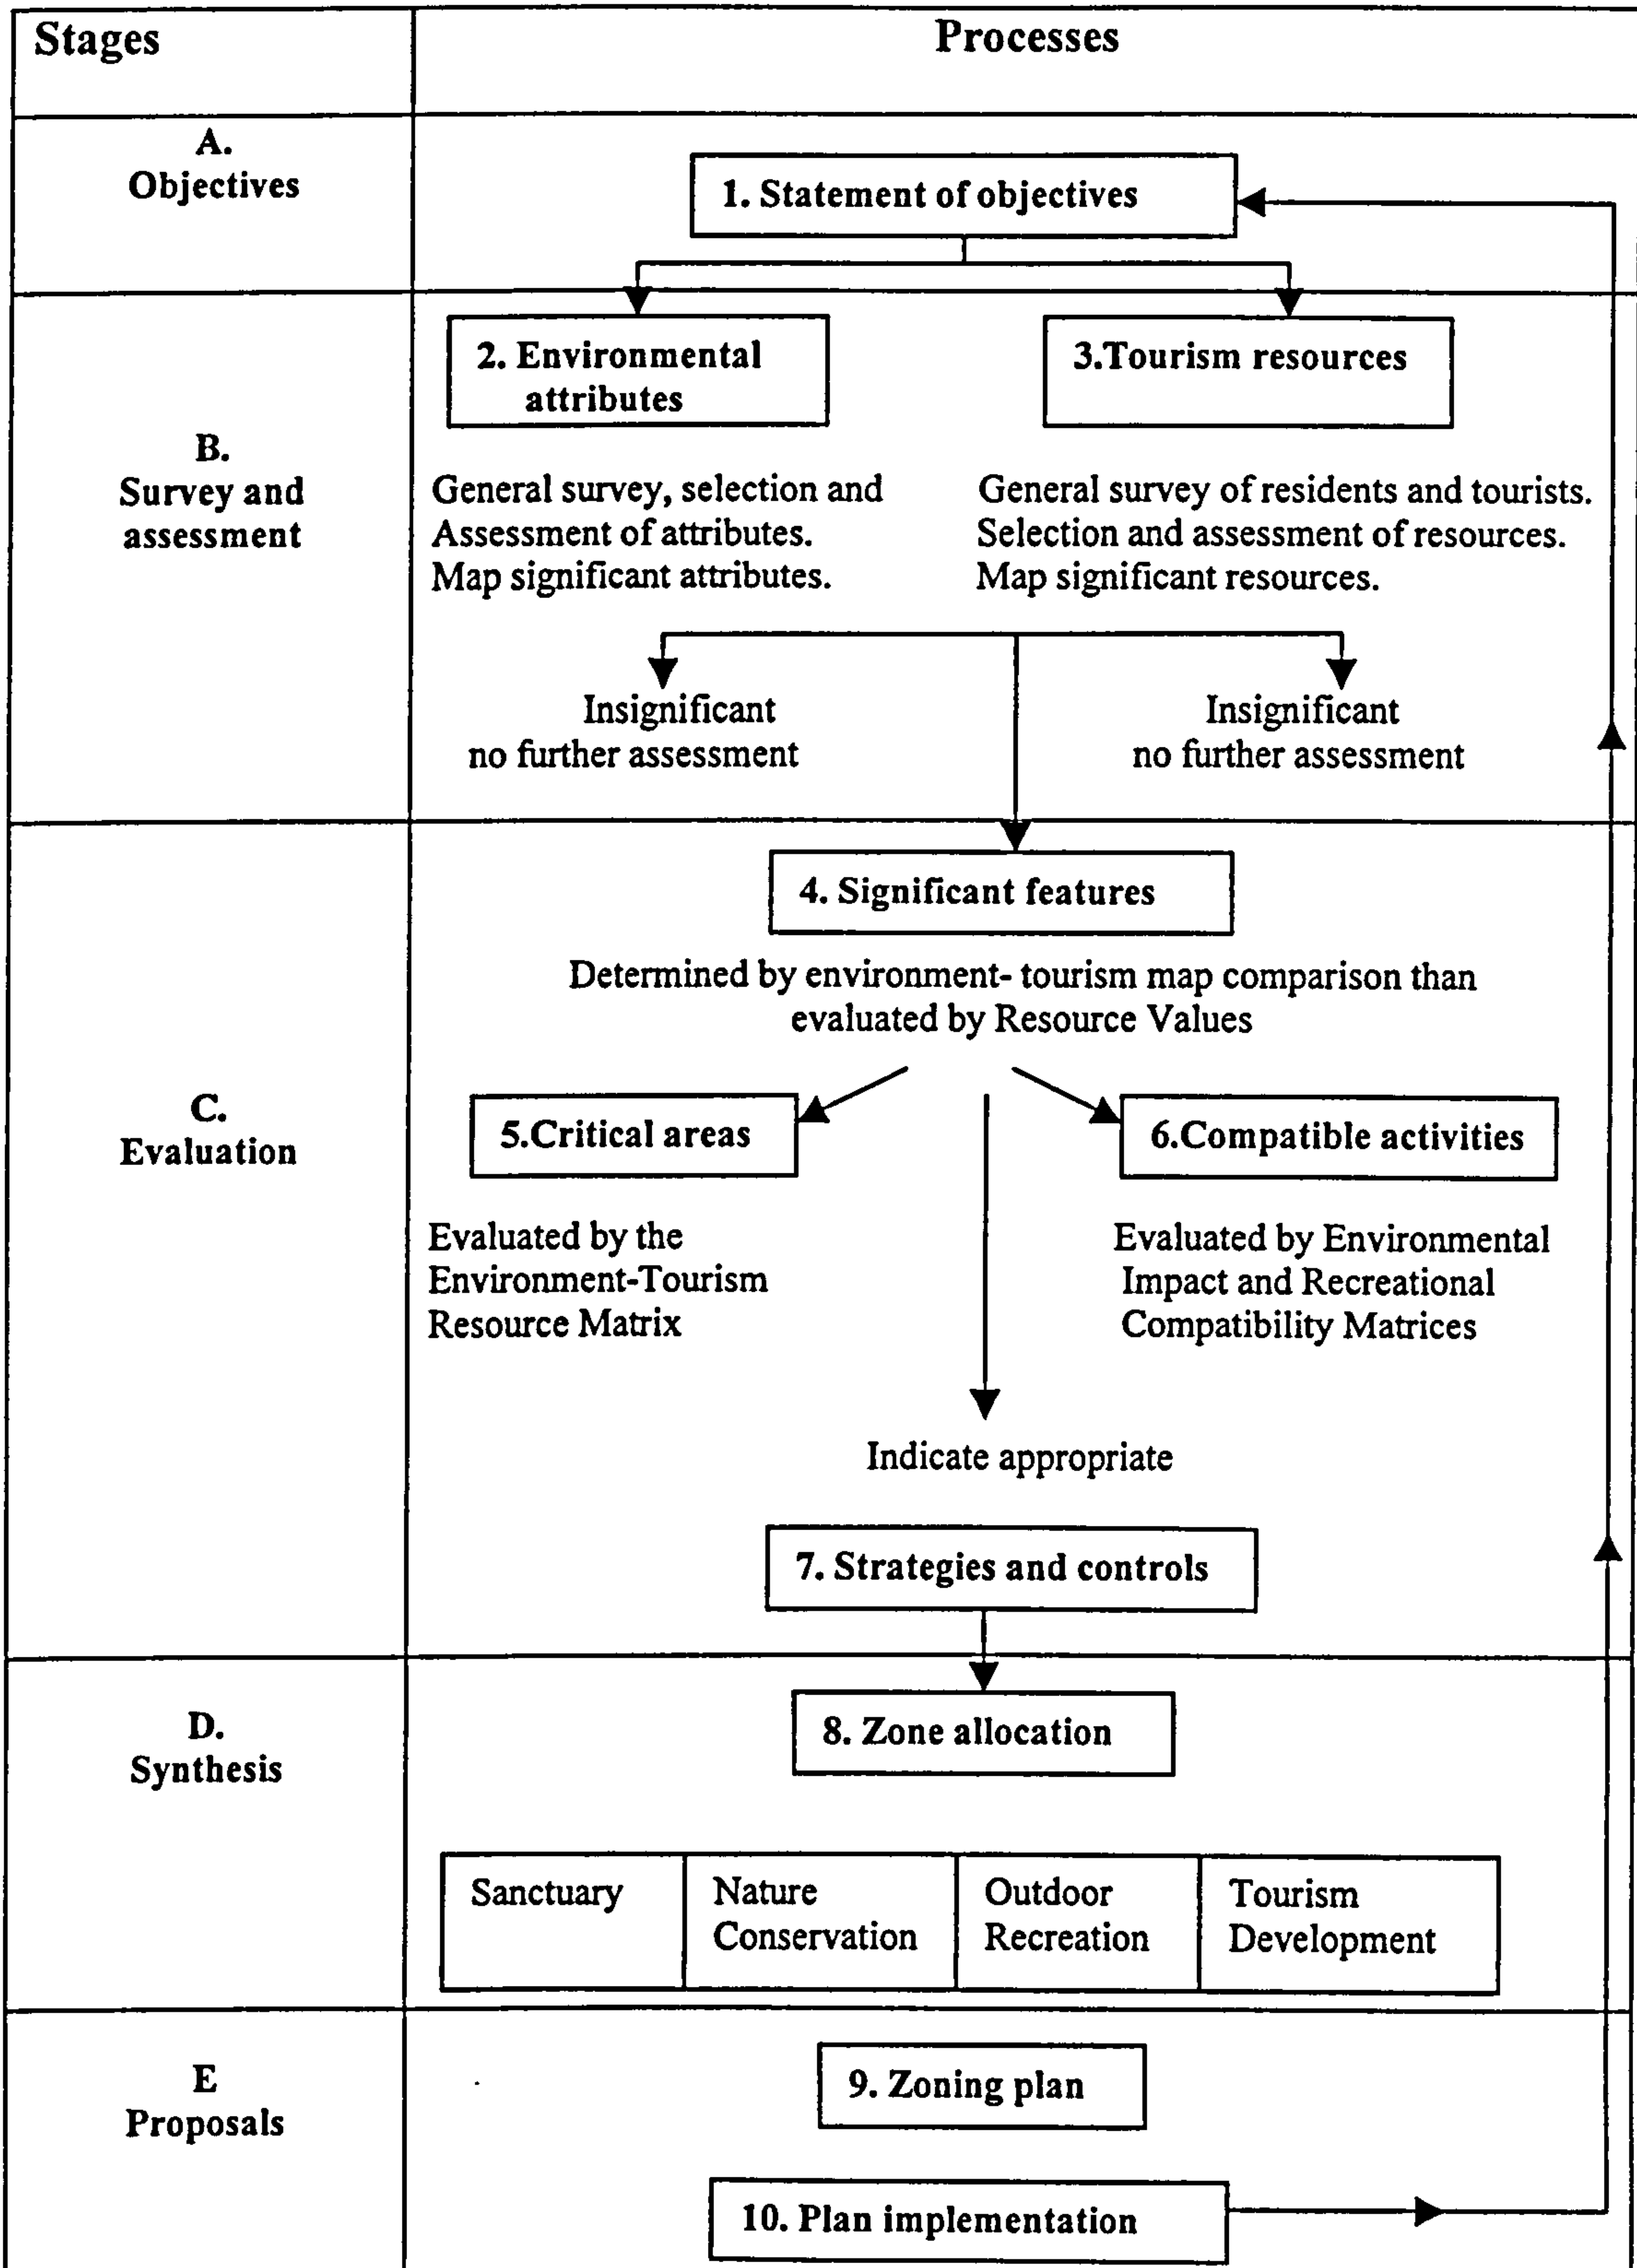 Stages
Processes
A.
Objectives
1. Statement of objectives
B.
Survey and
assessment
2. Environmental
attributes
3.Tourism resources
General survey, selection and
Assessment of attributes.
Map significant attributes.
General survey of residents and tourists.
Selection and assessment of resources.
Map significant resources.
Insignificant
no further assessment
Insignificant
no further assessment
C.
Evaluation
4. Significant features
Determined by environment- tourism map comparison than
evaluated by Resource Values
5.Critical areas
6.Compatible activities
Evaluated by the
Environment-Tourism
Resource Matrix
Evaluated by Environmental
Impact and Recreational
Compatibility Matrices
Indicate appropriate
7. Strategies and controls
D.
Synthesis
8. Zone allocation
Sanctuary
Nature
Conservation
Outdoor
Recreation
Tourism
Development
E
Proposals
9. Zoning plan
10. Plan implementation